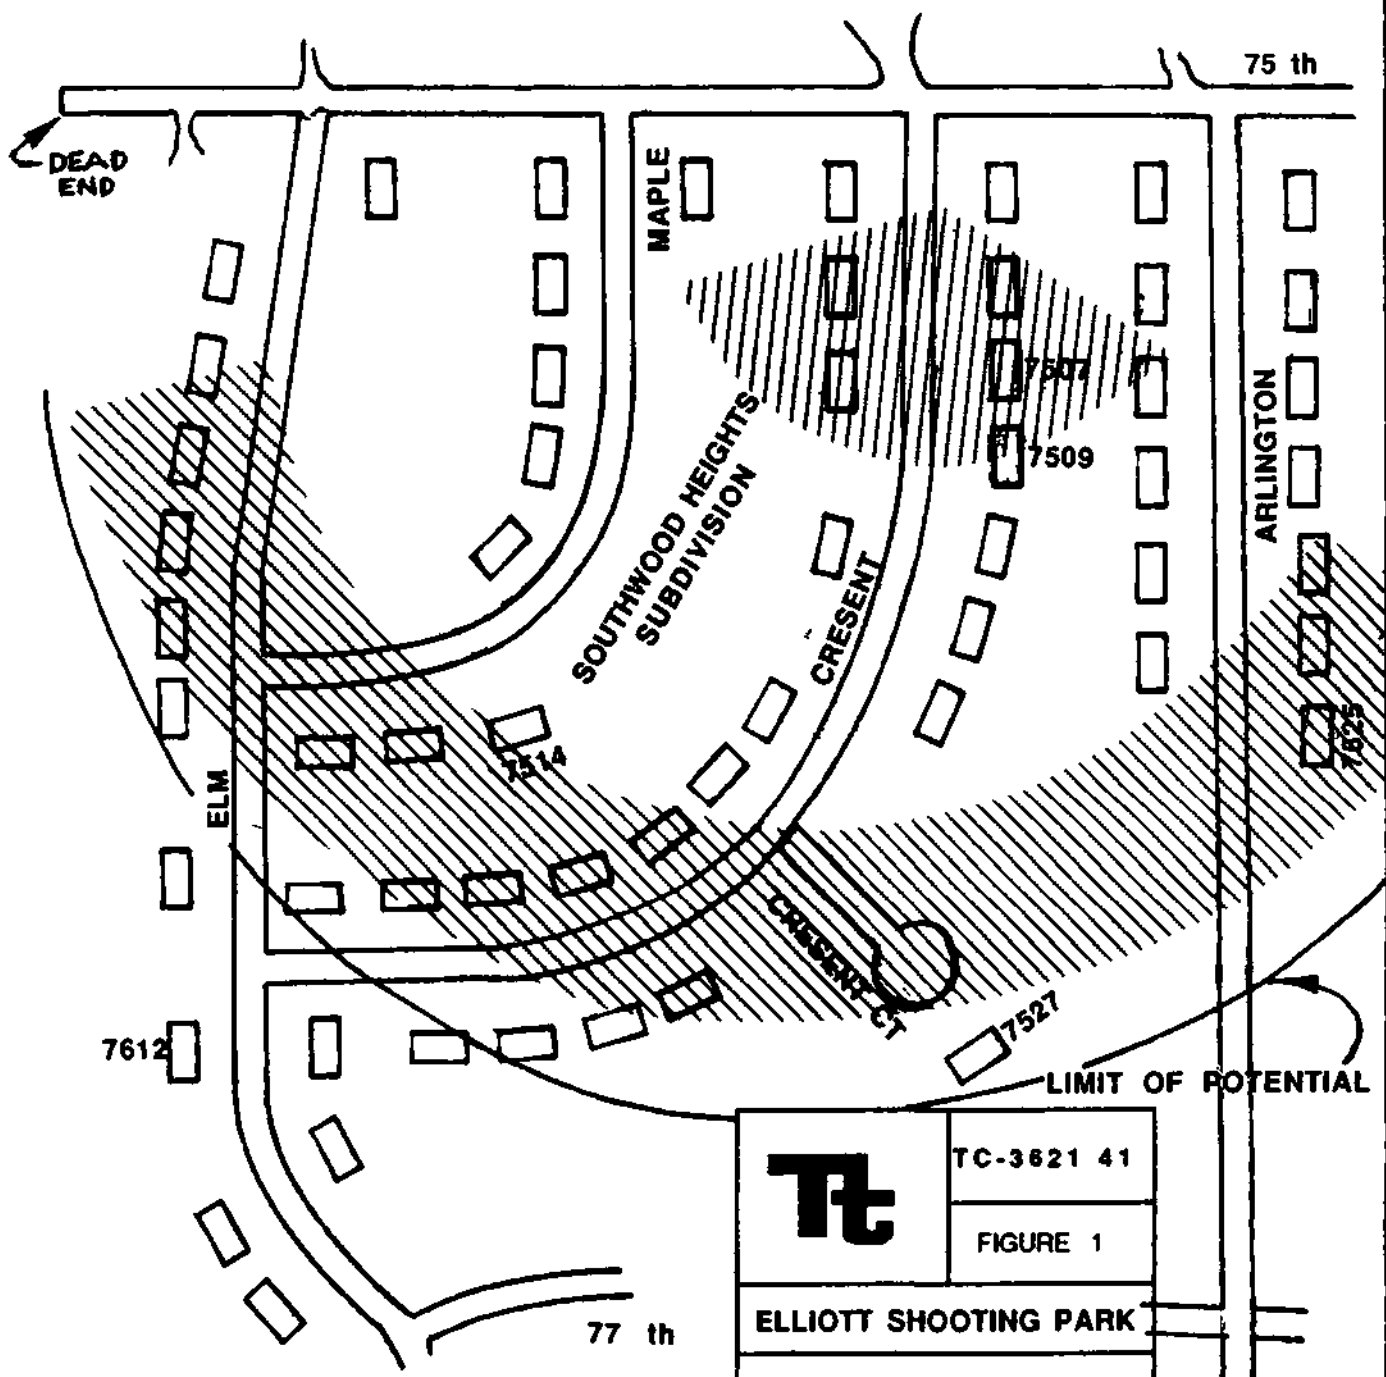 75 th
DEAD
END
MAPLE
7507
7509
ARLINGTON
SOUTHWOOD HEIGHTS
SUBDIVISION
CRESENT
7514
7625
ELM
CRESENT CT
7527
7612
LIMIT OF POTENTIAL
Tt
TC-3621 41
FIGURE 1
ELLIOTT SHOOTING PARK
77 th